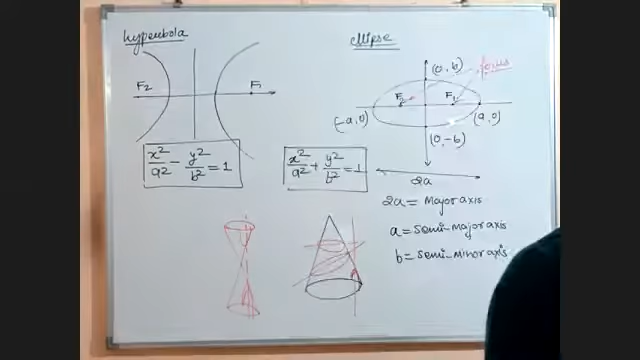 hyperbola
F2
F1
x²/a² - y²/b² = 1
ellipse
(0,b)
focus
F2
F1
(-a,0)
(a,0)
(0,-b)
x²/a² + y²/b² = 1
2a
2a = Major axis
a = semi-major axis
b = semi-minor axis